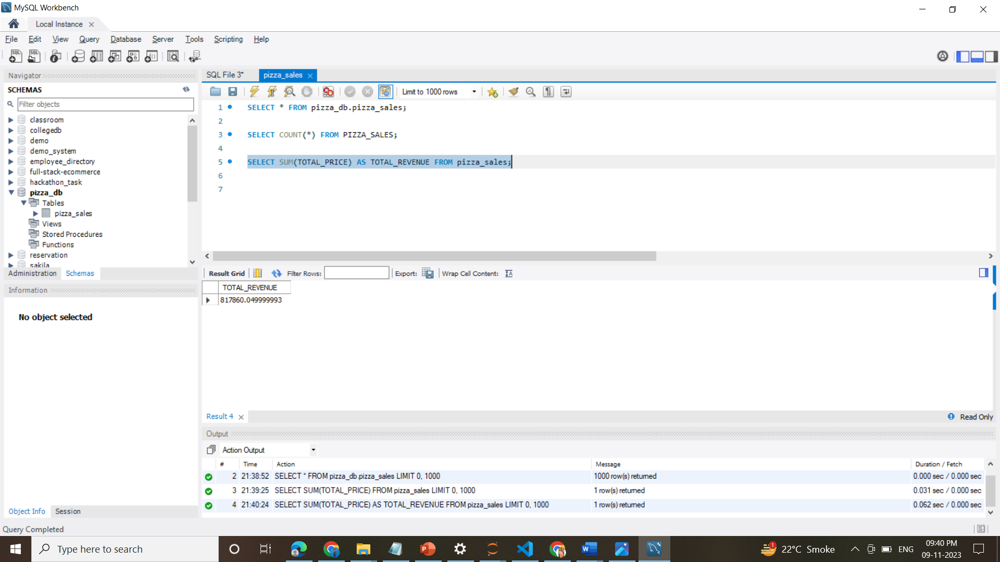 MySQL Workbench
Local Instance
File Edit View Query Database Server Tools Scripting Help
Navigator
SCHEMAS
Filter objects
classroom
collegedb
demo
demo_system
employee_directory
full-stack-ecommerce
hackathon_task
pizza_db
Tables
pizza_sales
Views
Stored Procedures
Functions
reservation
sakila
Administration Schemas
Information
No object selected
Object Info Session
SQL File 3* pizza_sales
Limit to 1000 rows
1 SELECT * FROM pizza_db.pizza_sales;
2
3 SELECT COUNT(*) FROM PIZZA_SALES;
4
5 SELECT SUM(TOTAL_PRICE) AS TOTAL_REVENUE FROM pizza_sales;
6
7
Result Grid Filter Rows: Export: Wrap Cell Content:
TOTAL_REVENUE
817860.049999993
Result 4 Read Only
Output
Action Output
# Time Action Message Duration / Fetch
2 21:38:52 SELECT * FROM pizza_db.pizza_sales LIMIT 0, 1000 1000 row(s) returned 0.000 sec / 0.000 sec
3 21:39:25 SELECT SUM(TOTAL_PRICE) FROM pizza_sales LIMIT 0, 1000 1 row(s) returned 0.031 sec / 0.000 sec
4 21:40:24 SELECT SUM(TOTAL_PRICE) AS TOTAL_REVENUE FROM pizza_sales LIMIT 0, 1000 1 row(s) returned 0.062 sec / 0.000 sec
Query Completed
Type here to search
1 22°C Smoke ENG 09:40 PM
09-11-2023